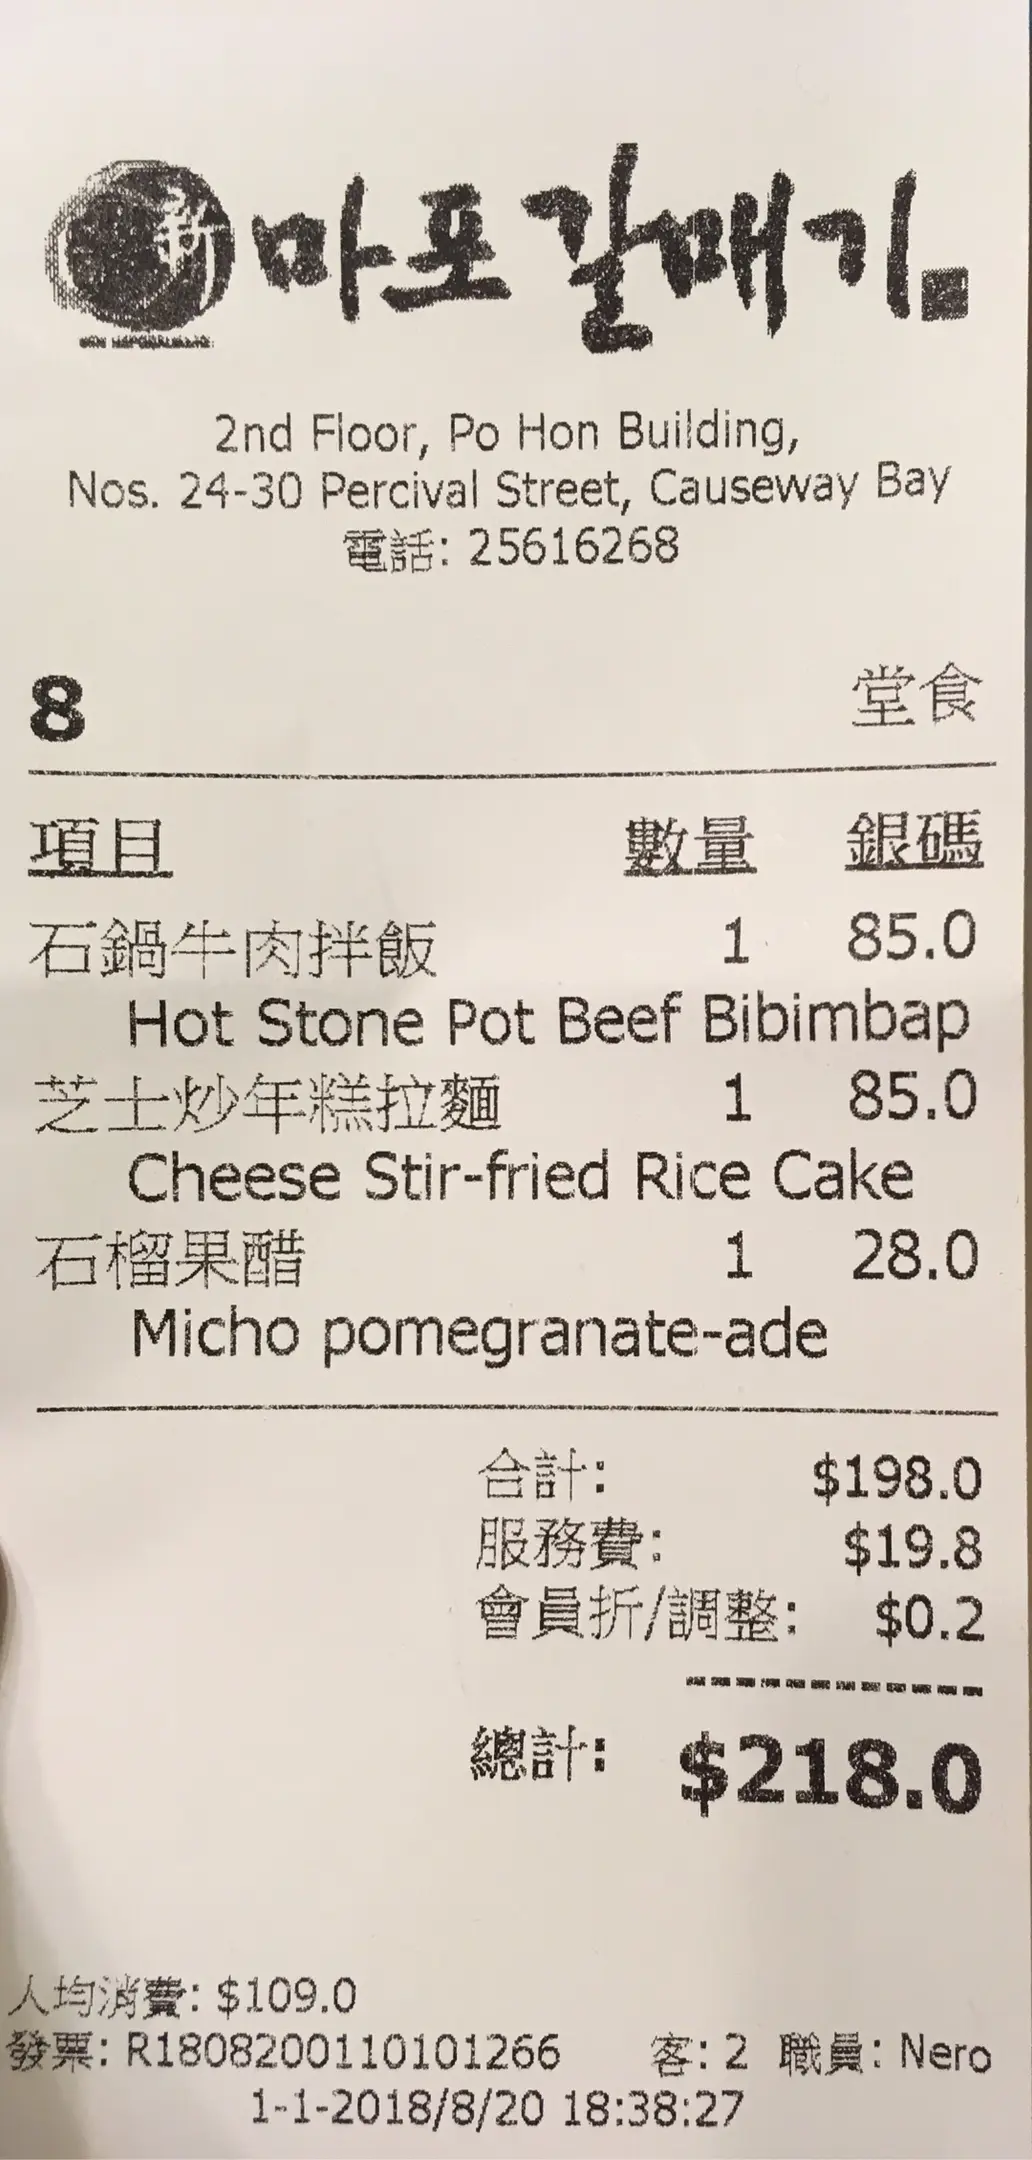 新 마포갈매기
2nd Floor, Po Hon Building,
Nos. 24-30 Percival Street, Causeway Bay
電話: 25616268
8 堂食
項目 數量 銀碼
石鍋牛肉拌飯 1 85.0
Hot Stone Pot Beef Bibimbap
芝士炒年糕拉麵 1 85.0
Cheese Stir-fried Rice Cake
石榴果醋 1 28.0
Micho pomegranate-ade
合計: $198.0
服務費: $19.8
會員折/調整: $0.2
總計: $218.0
人均消費: $109.0
發票: R1808200110101266 客: 2 職員: Nero
1-1-2018/8/20 18:38:27